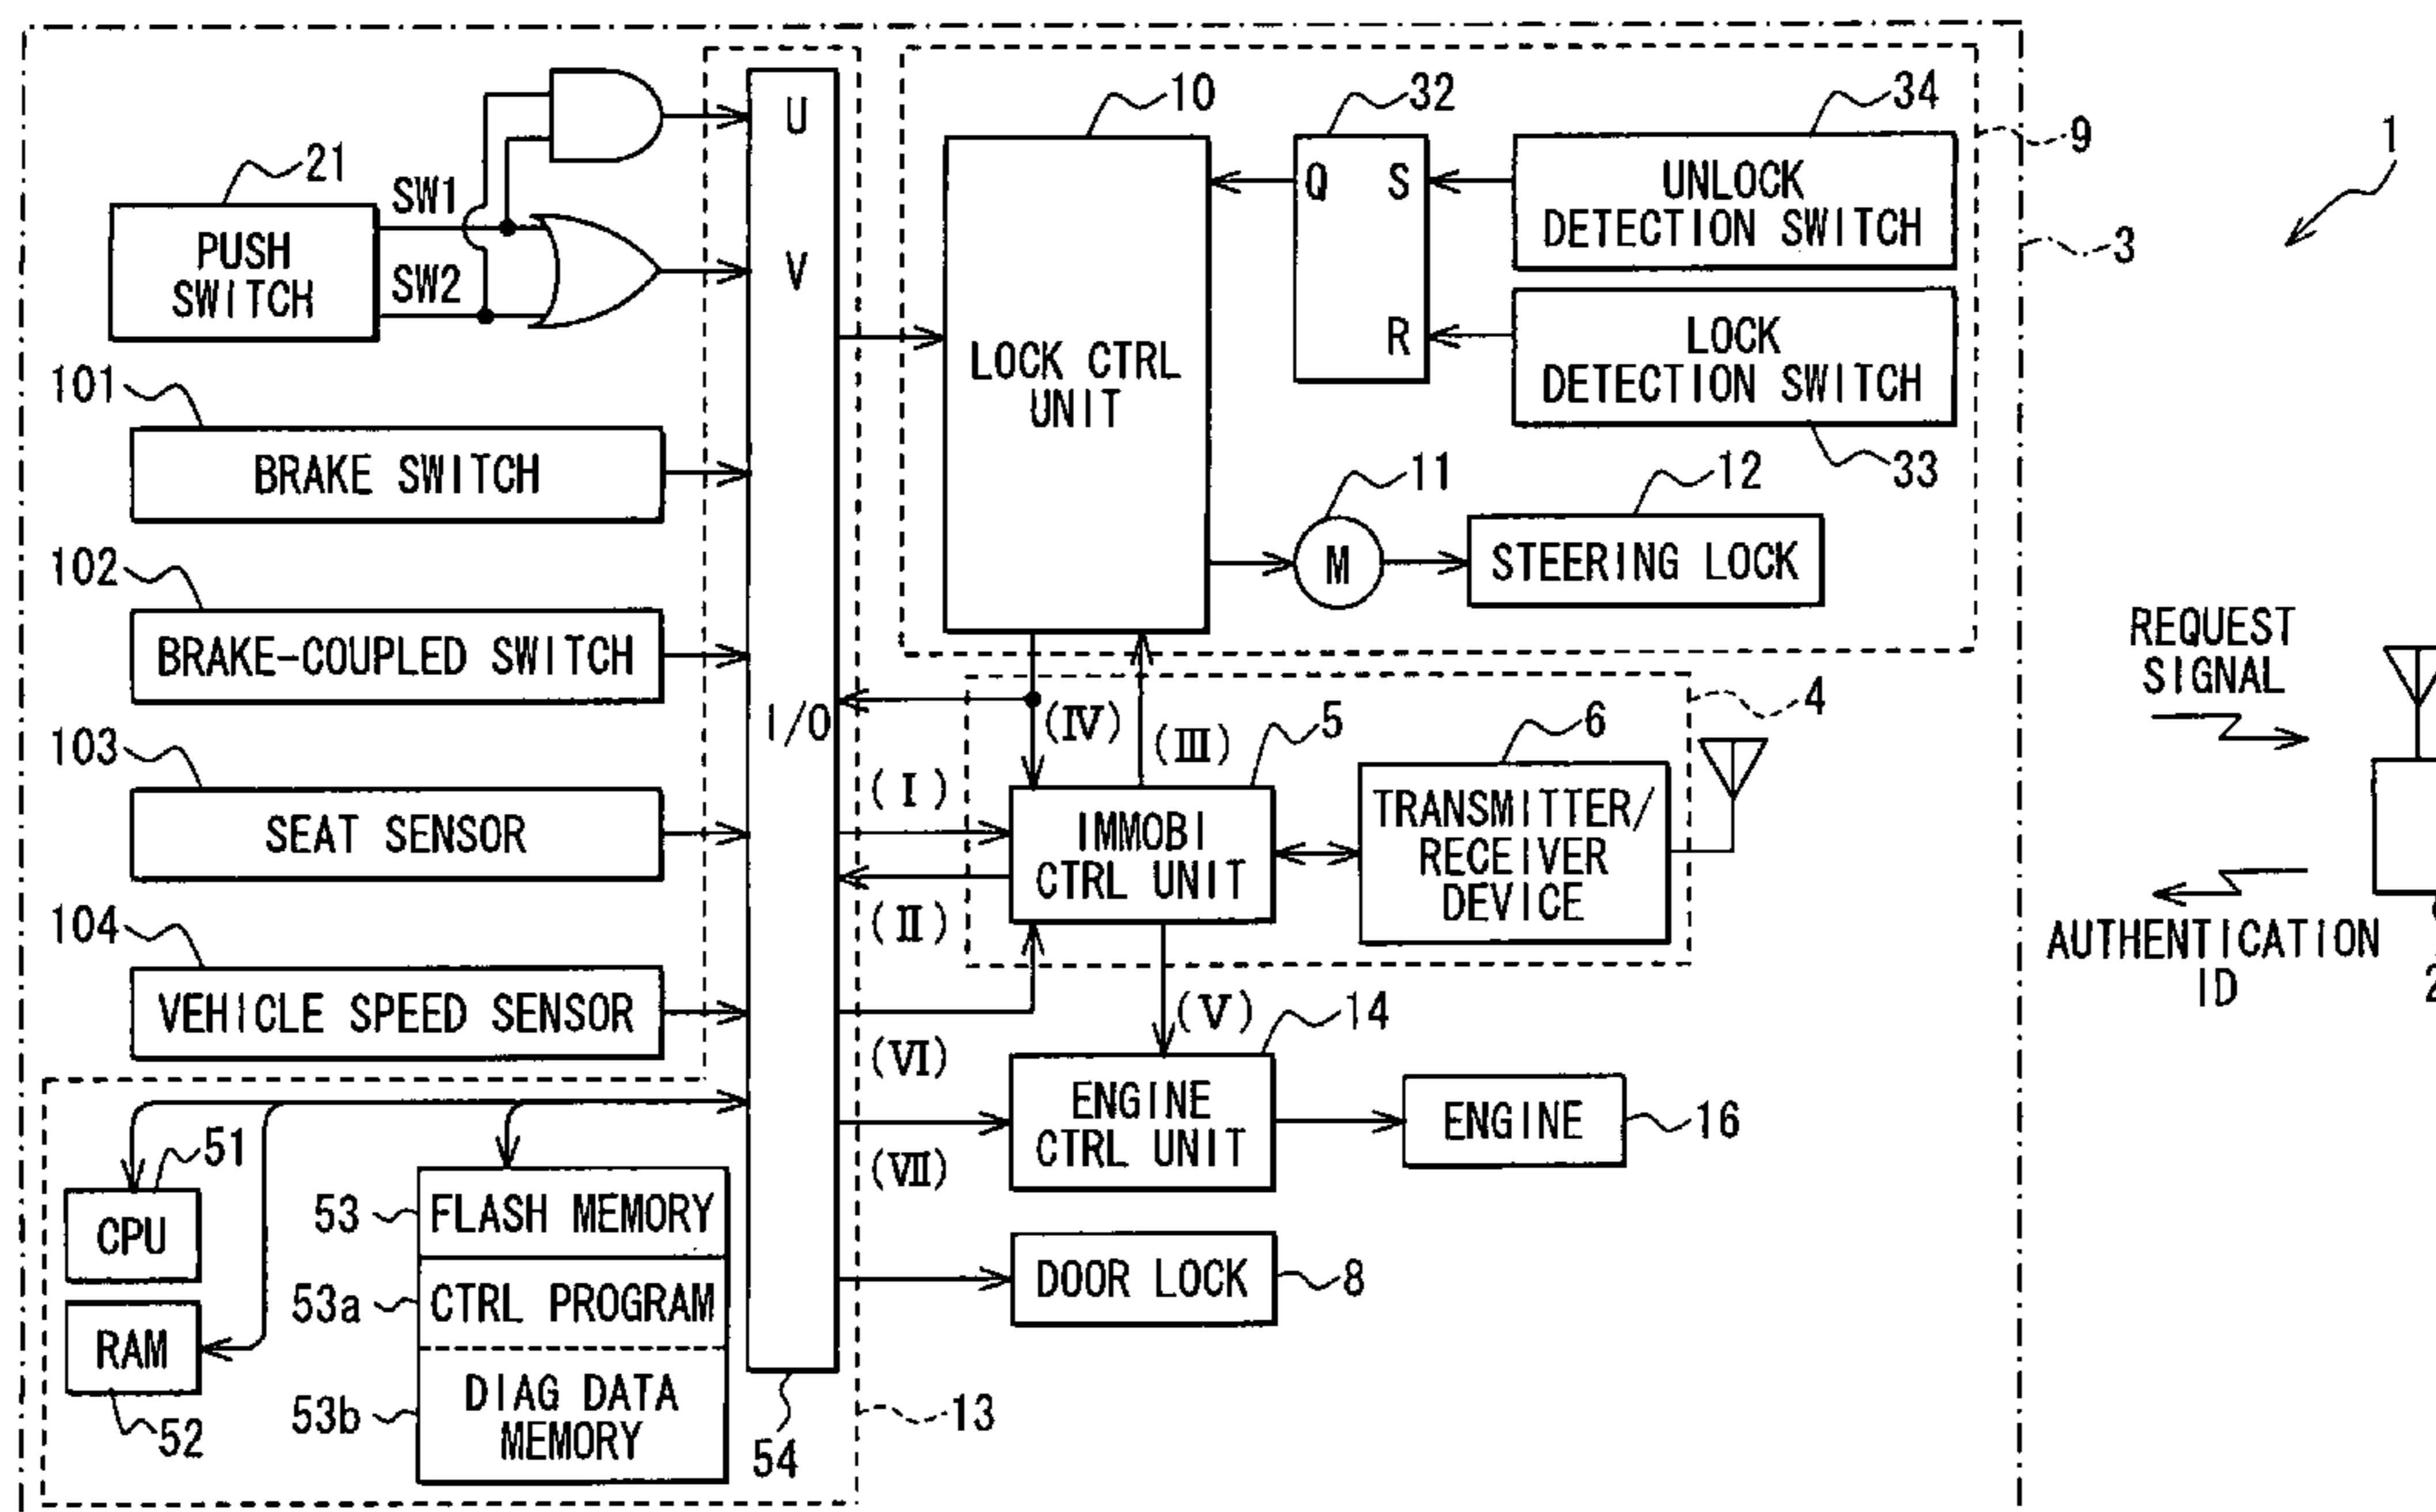 10
32
34
U
9
1
21
SW1
Q
S
UNLOCK
DETECTION SWITCH
PUSH
SWITCH
SW2
V
3
R
LOCK
DETECTION SWITCH
LOCK CTRL
UNIT
101
BRAKE SWITCH
11
12
33
M
STEERING LOCK
102
BRAKE-COUPLED SWITCH
REQUEST
SIGNAL
I/O
(IV)
(III)
5
6
4
103
SEAT SENSOR
(I)
IMMOBI
CTRL UNIT
TRANSMITTER/
RECEIVER
DEVICE
(II)
104
VEHICLE SPEED SENSOR
AUTHENTICATION
ID
2
(V)
14
(VI)
ENGINE
CTRL UNIT
ENGINE
16
(VII)
51
CPU
53
FLASH MEMORY
DOOR LOCK
8
53a
CTRL PROGRAM
RAM
52
53b
DIAG DATA
MEMORY
54
13